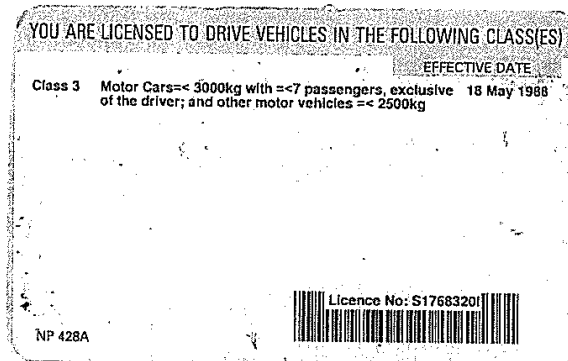 YOU ARE LICENSED TO DRIVE VEHICLES IN THE FOLLOWING CLASS(ES)
EFFECTIVE DATE
Class 3 Motor Cars=< 3000kg with =<7 passengers, exclusive 18 May 1988
of the driver; and other motor vehicles =< 2500kg
Licence No:
NP 428A